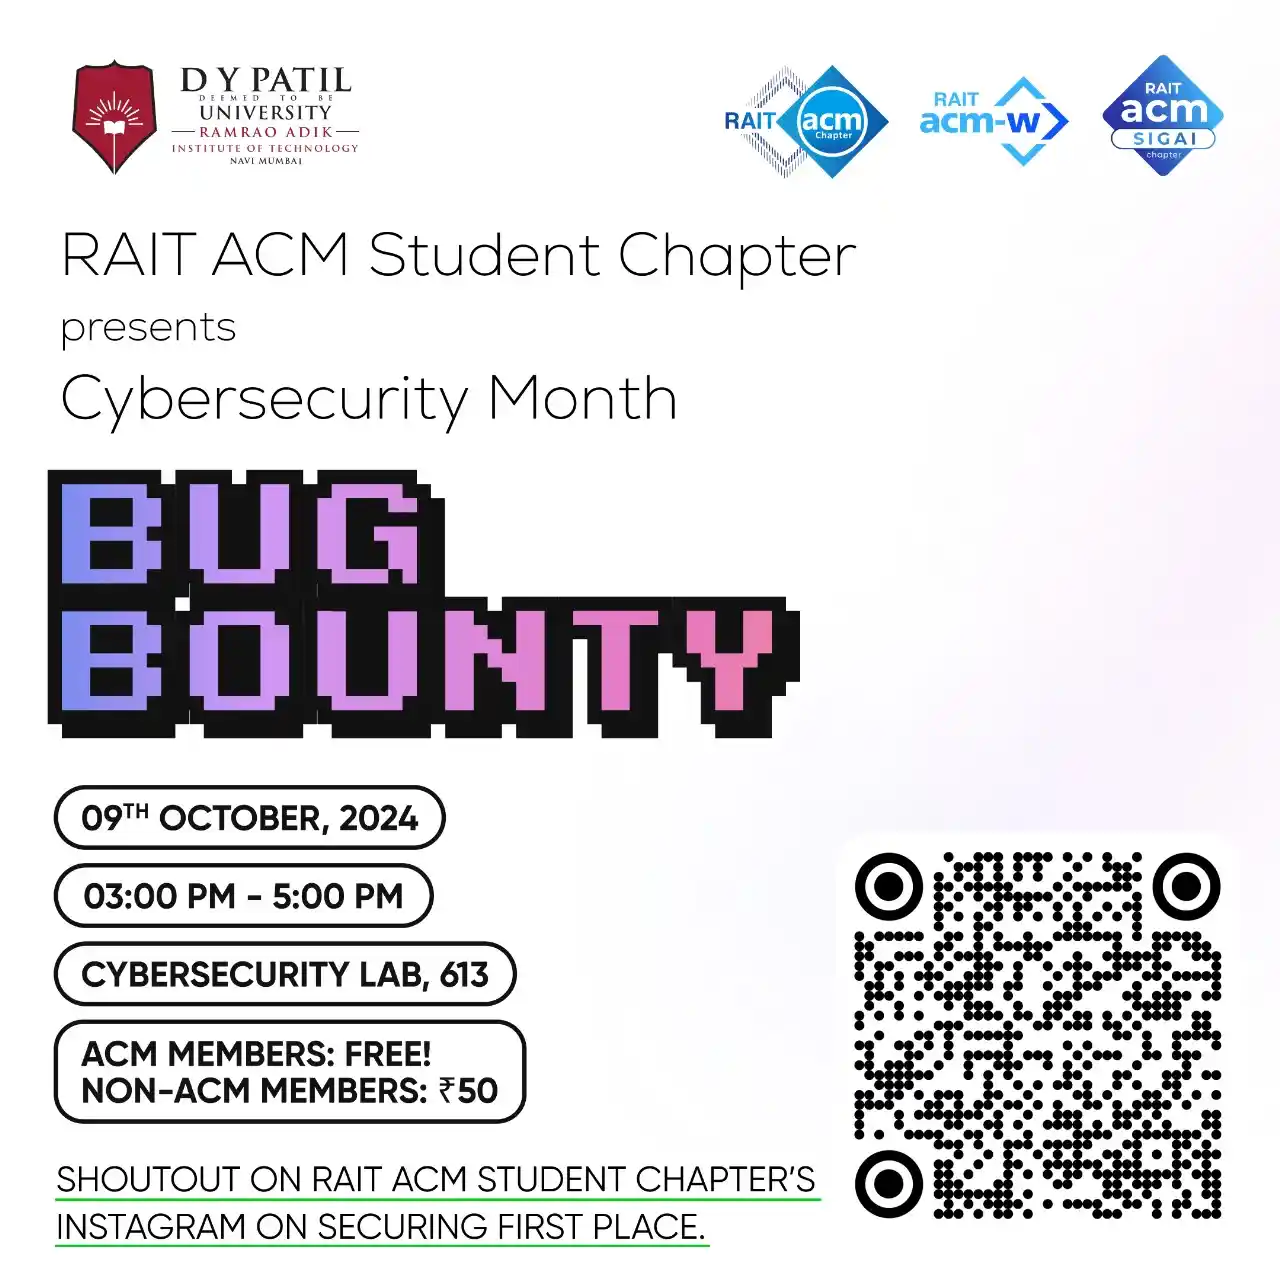 D Y PATIL
DEEMED TO BE
UNIVERSITY
RAMRAO ADIK
INSTITUTE OF TECHNOLOGY
NAVI MUMBAI
RAIT acm
Chapter
RAIT
acm-w
RAIT
acm
SIGAI
chapter
RAIT ACM Student Chapter
presents
Cybersecurity Month
BUG
BOUNTY
09TH OCTOBER, 2024
03:00 PM - 5:00 PM
CYBERSECURITY LAB, 613
ACM MEMBERS: FREE!
NON-ACM MEMBERS: ₹50
SHOUTOUT ON RAIT ACM STUDENT CHAPTER’S
INSTAGRAM ON SECURING FIRST PLACE.